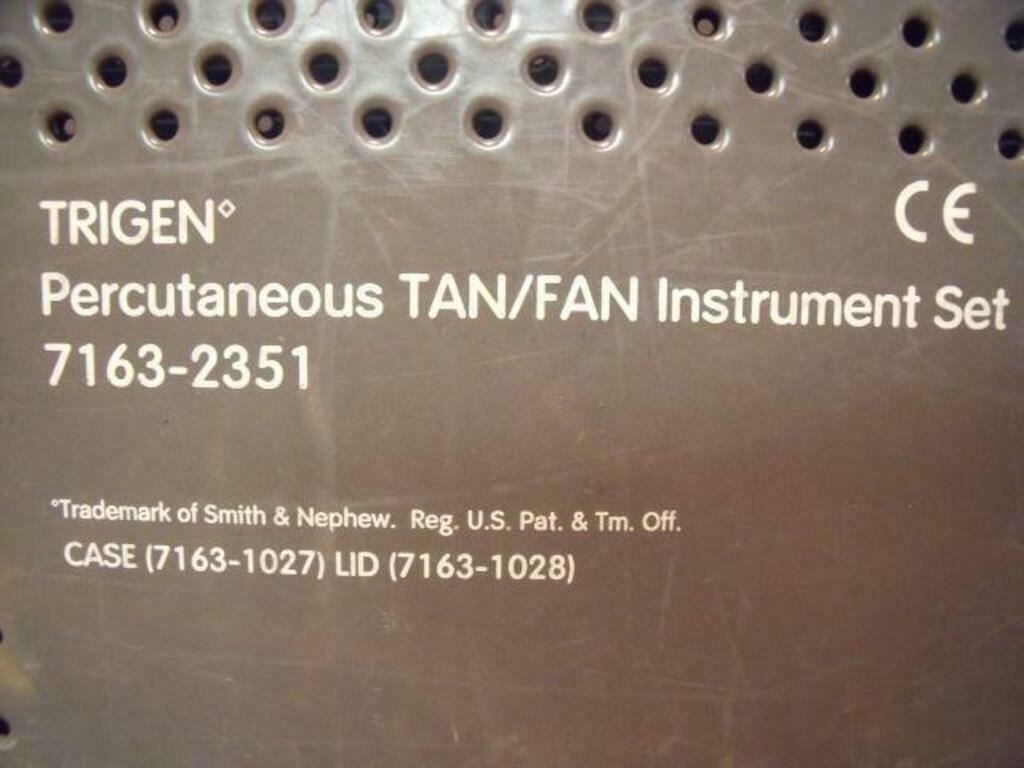 TRIGEN◇
CE
Percutaneous TAN/FAN Instrument Set
7163-2351
◇Trademark of Smith & Nephew. Reg. U.S. Pat. & Tm. Off.
CASE (7163-1027) LID (7163-1028)